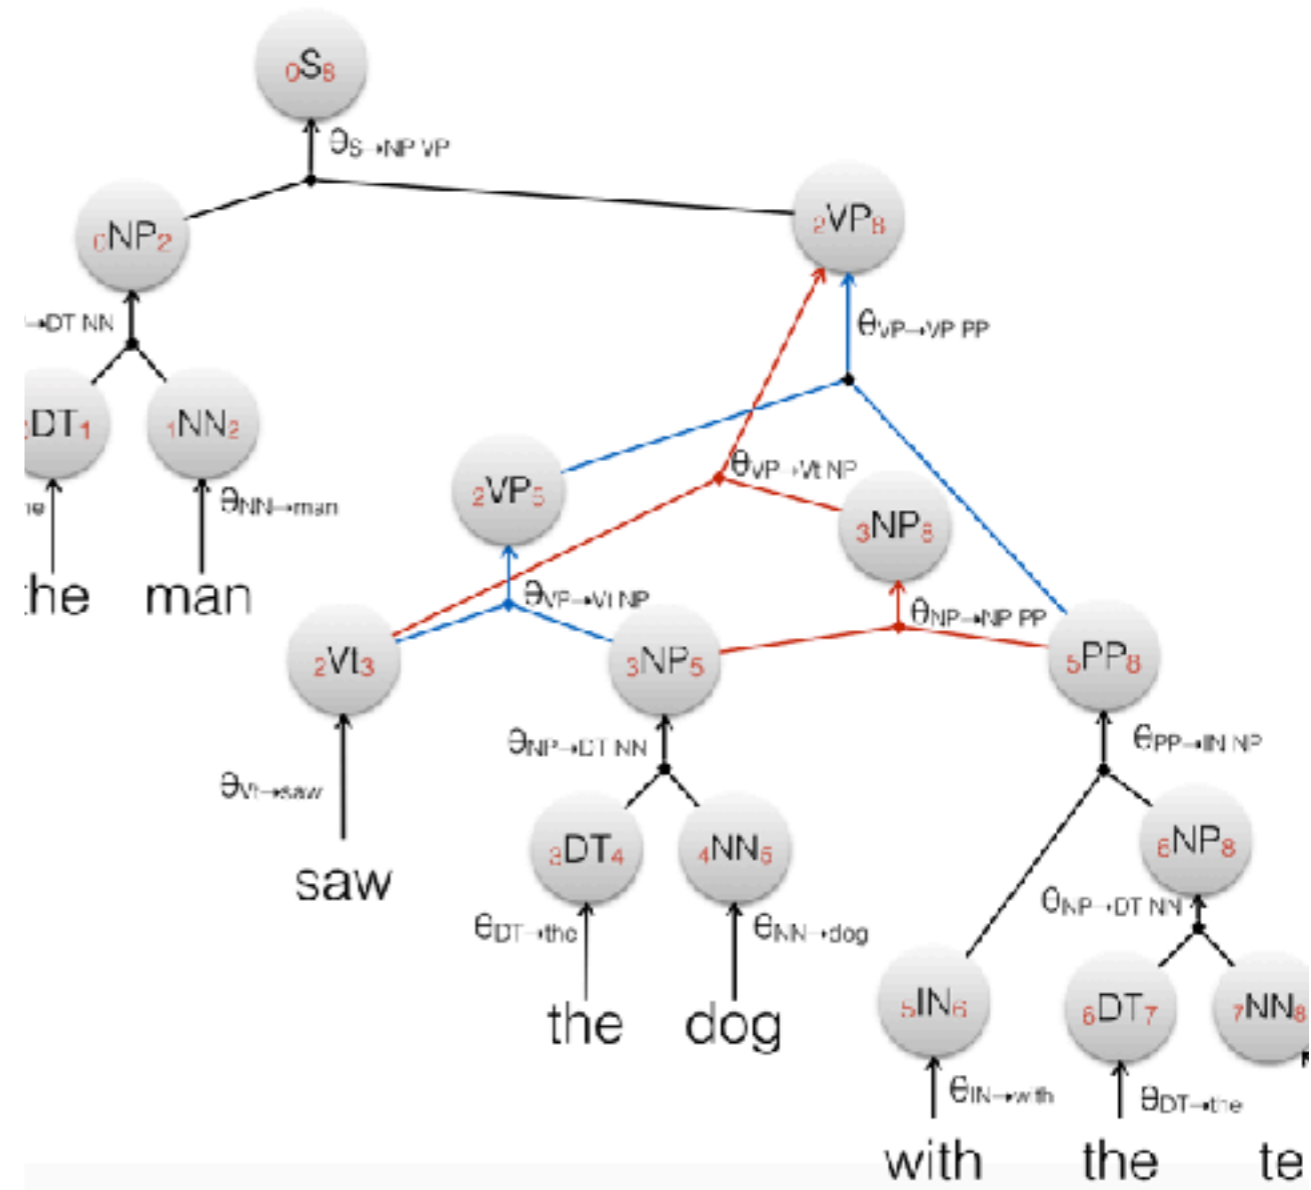 0S8
θS→NP VP
0NP2
2VP8
→DT NN
θVP→VP PP
DT1
1NN2
2VP5
θVP→Vt NP
3NP8
θNN→man
the man
θVP→Vt NP
θNP→NP PP
2Vt3
3NP5
5PP8
θNP→DT NN
θPP→IN NP
θVt→saw
saw
3DT4
4NN5
6NP8
θNP→DT NN
θDT→the
θNN→dog
the dog
5IN6
6DT7
7NN8
θIN→with
θDT→the
with the te